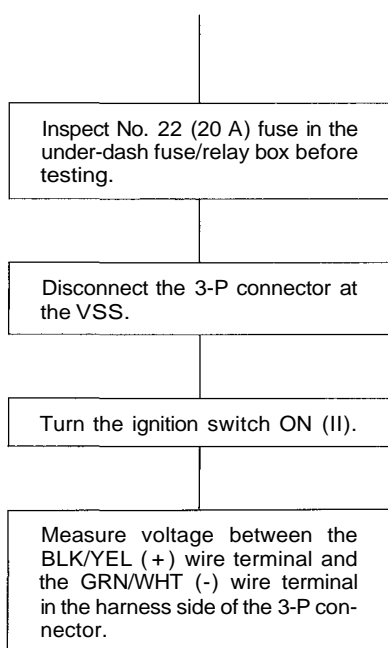 Inspect No. 22 (20 A) fuse in the
under-dash fuse/relay box before
testing.
Disconnect the 3-P connector at
the VSS.
Turn the ignition switch ON (II).
Measure voltage between the
BLK/YEL (+) wire terminal and
the GRN/WHT (-) wire terminal
in the harness side of the 3-P con-
nector.